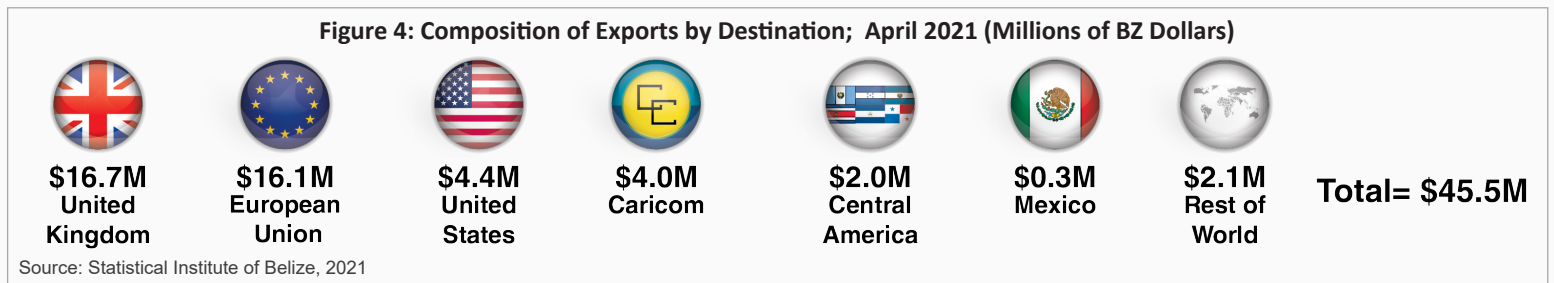 Figure 4: Composition of Exports by Destination;  April 2021 (Millions of BZ Dollars)
$16.7M
United
Kingdom
$16.1M
European
Union
$4.4M
United
States
$4.0M
Caricom
$2.0M
Central
America
$0.3M
Mexico
$2.1M
Rest of
World
Total= $45.5M
Source: Statistical Institute of Belize, 2021